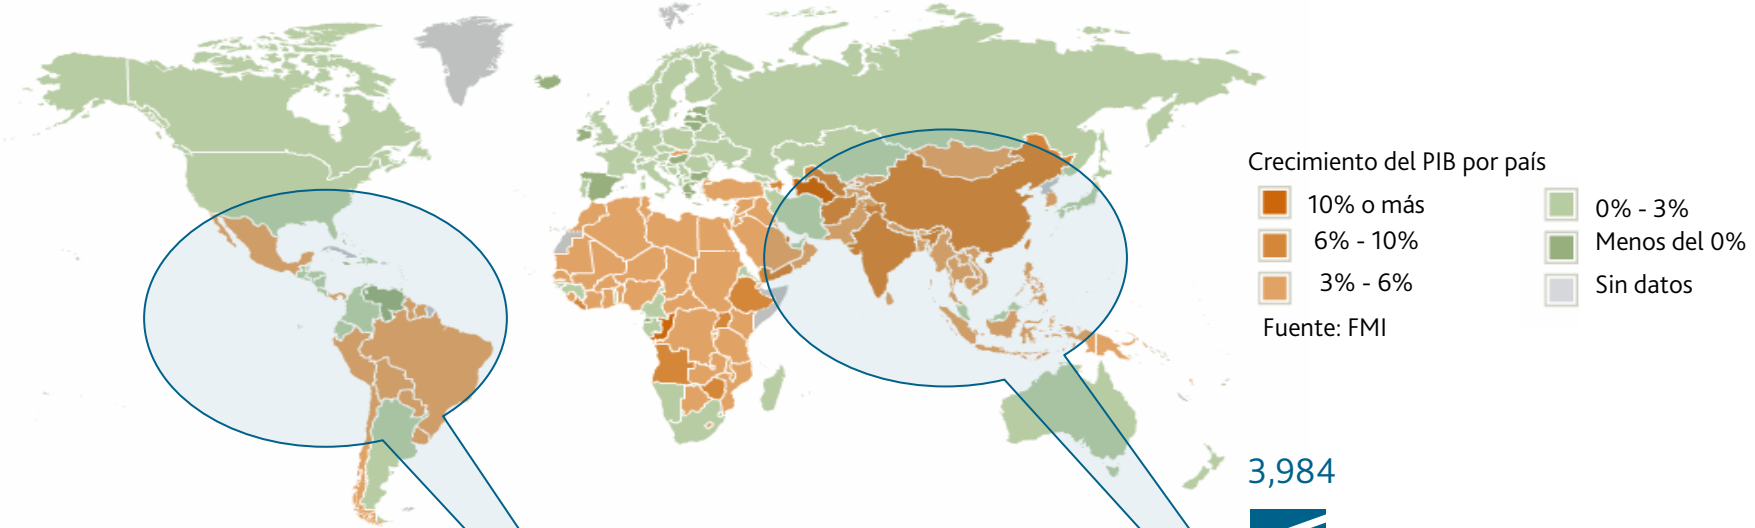 Crecimiento del PIB por país
10% o más
6% - 10%
3% - 6%
Fuente: FMI
0% - 3%
Menos del 0%
Sin datos
3,984